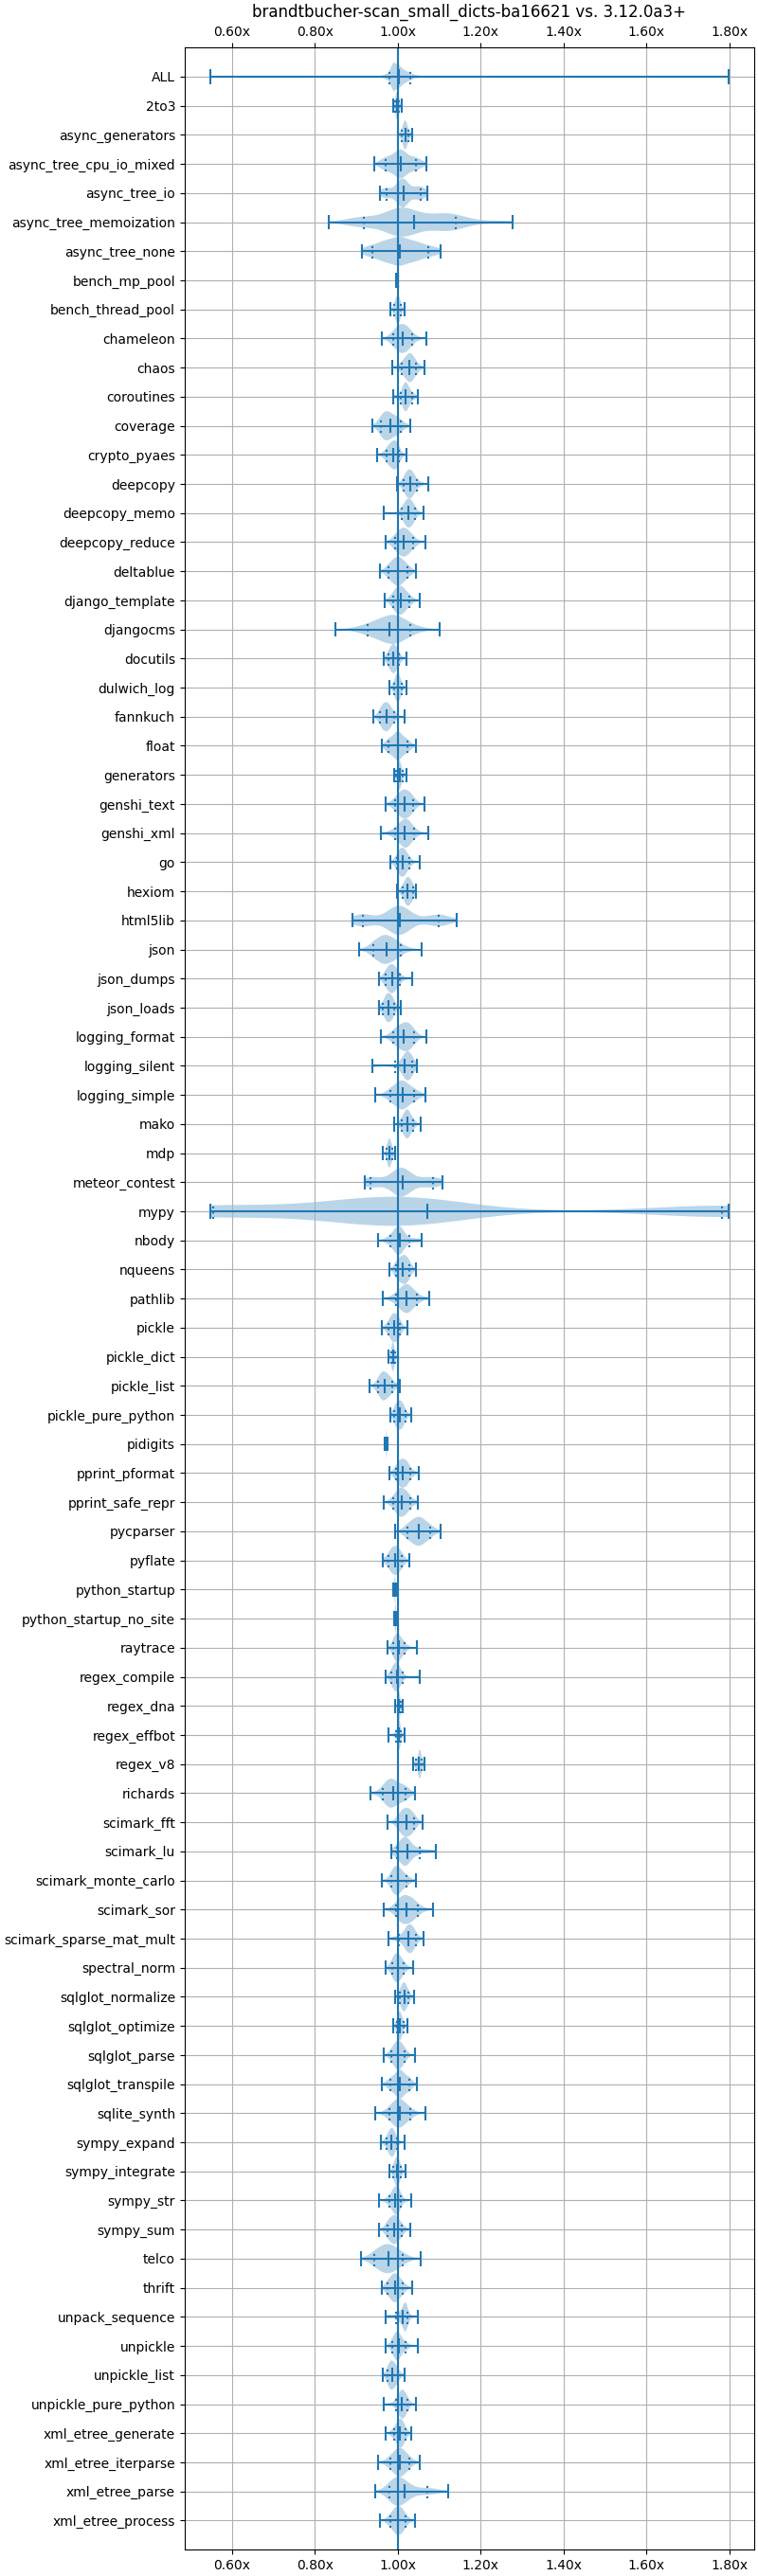 brandtbucher-scan_small_dicts-ba16621 vs. 3.12.0a3+
0.60x 0.80x 1.00x 1.20x 1.40x 1.60x 1.80x
ALL
2to3
async_generators
async_tree_cpu_io_mixed
async_tree_io
async_tree_memoization
async_tree_none
bench_mp_pool
bench_thread_pool
chameleon
chaos
coroutines
coverage
crypto_pyaes
deepcopy
deepcopy_memo
deepcopy_reduce
deltablue
django_template
djangocms
docutils
dulwich_log
fannkuch
float
generators
genshi_text
genshi_xml
go
hexiom
html5lib
json
json_dumps
json_loads
logging_format
logging_silent
logging_simple
mako
mdp
meteor_contest
mypy
nbody
nqueens
pathlib
pickle
pickle_dict
pickle_list
pickle_pure_python
pidigits
pprint_pformat
pprint_safe_repr
pycparser
pyflate
python_startup
python_startup_no_site
raytrace
regex_compile
regex_dna
regex_effbot
regex_v8
richards
scimark_fft
scimark_lu
scimark_monte_carlo
scimark_sor
scimark_sparse_mat_mult
spectral_norm
sqlglot_normalize
sqlglot_optimize
sqlglot_parse
sqlglot_transpile
sqlite_synth
sympy_expand
sympy_integrate
sympy_str
sympy_sum
telco
thrift
unpack_sequence
unpickle
unpickle_list
unpickle_pure_python
xml_etree_generate
xml_etree_iterparse
xml_etree_parse
xml_etree_process
0.60x 0.80x 1.00x 1.20x 1.40x 1.60x 1.80x